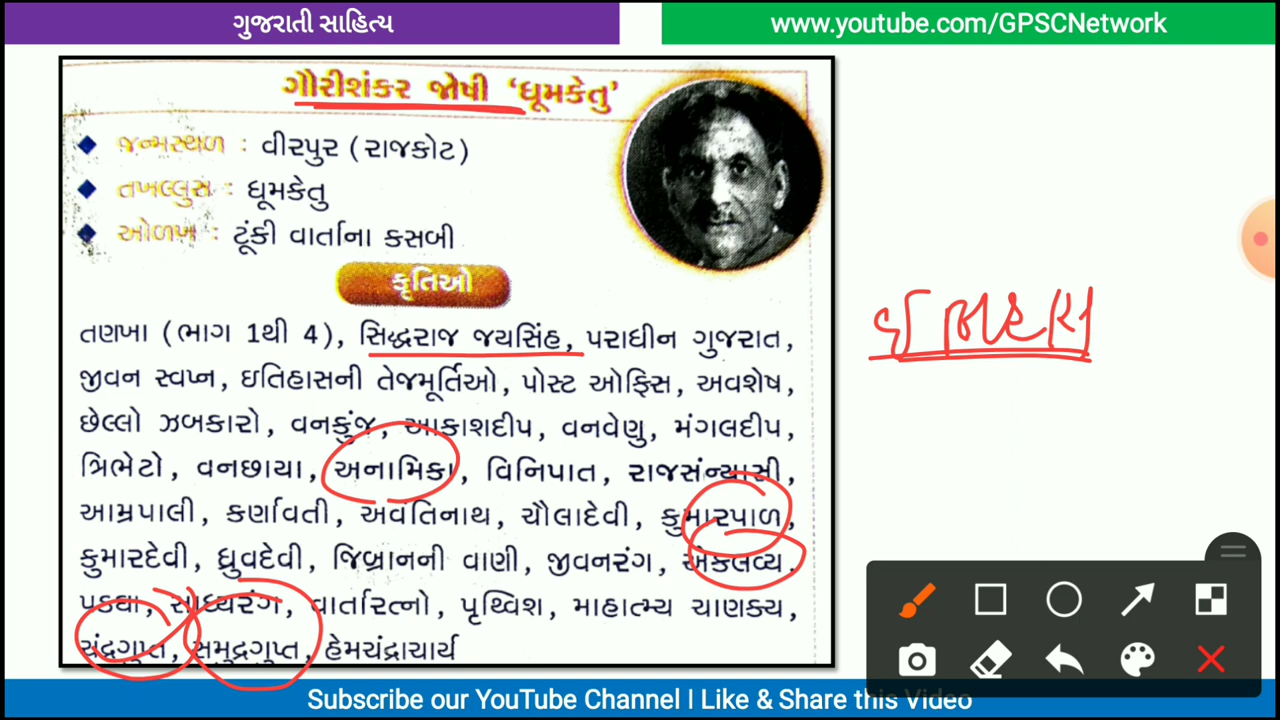 ગુજરાતી સાહિત્ય
www.youtube.com/GPSCNetwork
ગૌરીશંકર જોષી ‘ધૂમકેતુ’
જન્મસ્થળ : વીરપુર (રાજકોટ)
તખલ્લુસ : ધૂમકેતુ
ઓળખ : ટૂંકી વાર્તાના કસબી
કૃતિઓ
તણખા (ભાગ 1થી 4), સિદ્ધરાજ જયસિંહ, પરાધીન ગુજરાત,
જીવન સ્વપ્ન, ઇતિહાસની તેજમૂર્તિઓ, પોસ્ટ ઓફિસ, અવશેષ,
છેલ્લો ઝબકારો, વનકુંજ, આકાશદીપ, વનવેણુ, મંગલદીપ,
ત્રિભેટો, વનછાયા, અનામિકા, વિનિપાત, રાજસંન્યાસી,
આમ્રપાલી, કર્ણાવતી, અવંતિનાથ, ચૌલાદેવી, કુમારપાળ,
કુમારદેવી, ધ્રુવદેવી, જિબ્રાનની વાણી, જીવનરંગ, એકલવ્ય.
પડઘા, સાધ્યરંગ, વાર્તારત્નો, પૃથ્વિશ, માહાત્મ્ય ચાણક્ય,
ચંદ્રગુપ્ત, સમુદ્રગુપ્ત, હેમચંદ્રાચાર્ય
Subscribe our YouTube Channel I Like & Share this Video